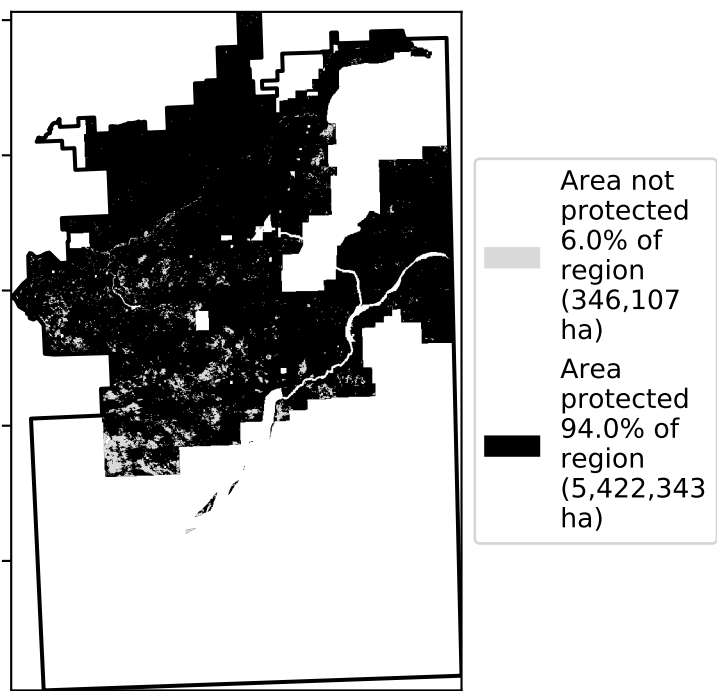 Area not
protected
6.0% of
region
(346,107
ha)
Area
protected
94.0% of
region
(5,422,343
ha)